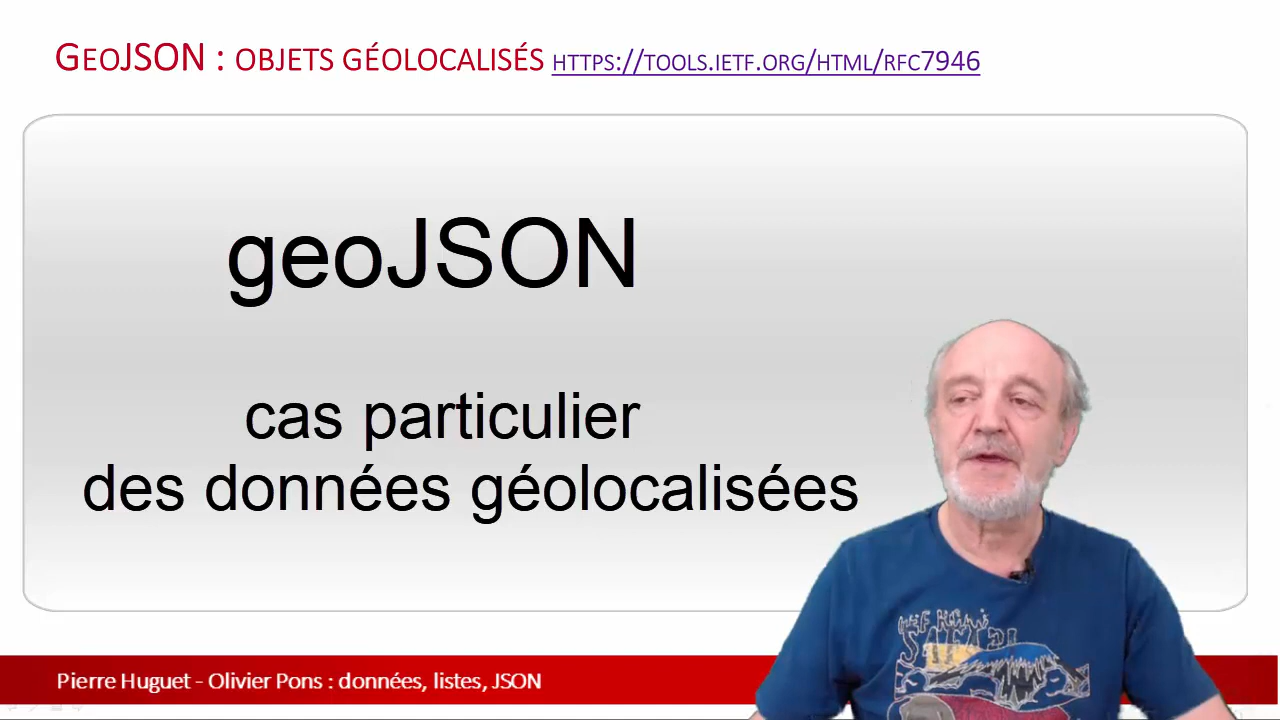 GEOJSON : OBJETS GÉOLOCALISÉS HTTPS://TOOLS.IETF.ORG/HTML/RFC7946
geoJSON
cas particulier
des données géolocalisées
Pierre Huguet - Olivier Pons : données, listes, JSON